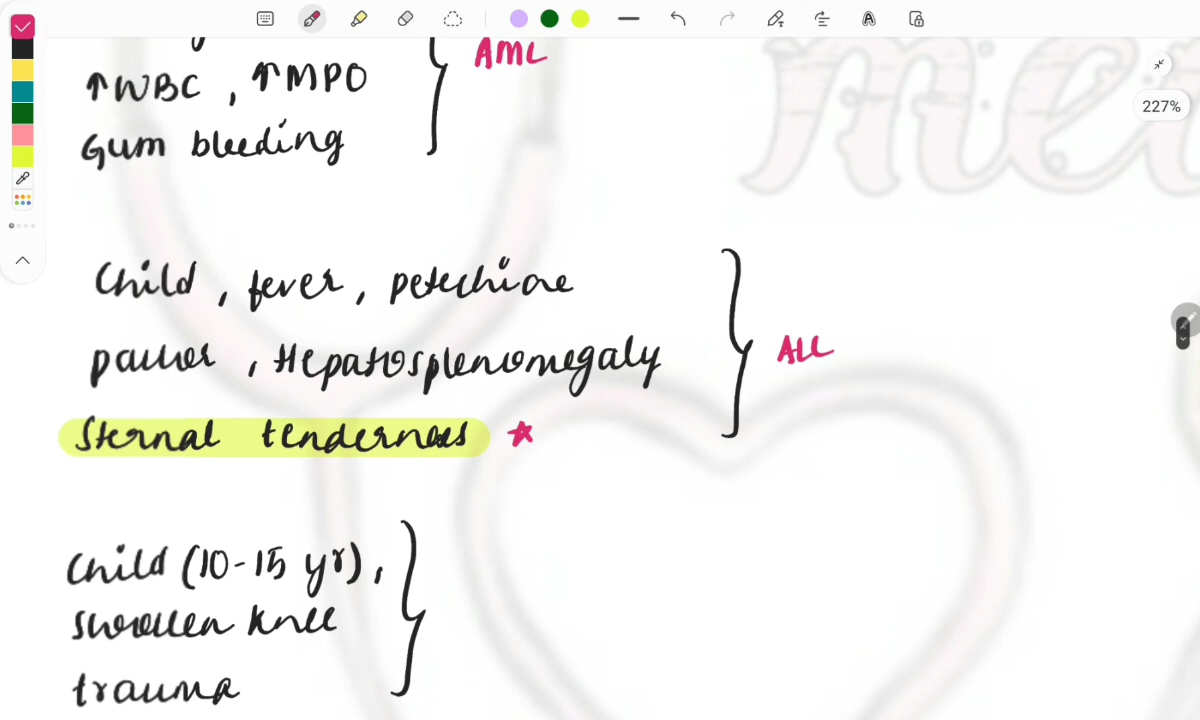 AML
↑WBC, ↑MPO
Gum bleeding
Child, fever, petechiae
pallor, Hepatosplenomegaly
ALL
Sternal tenderness
Child (10-15 yr),
swollen knee
trauma
227%
me